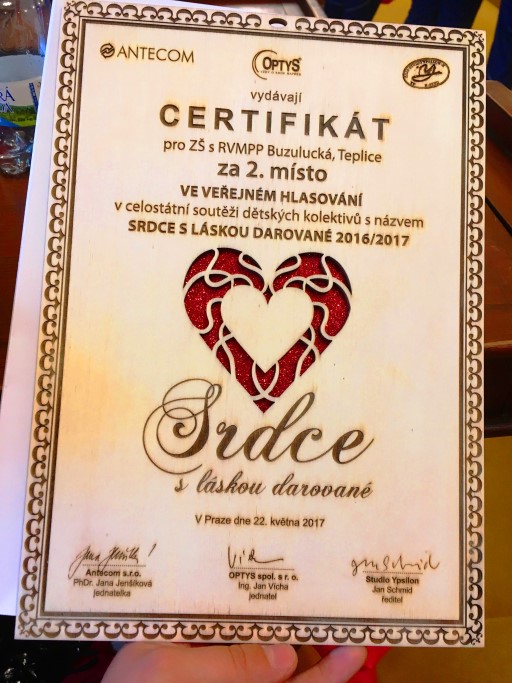 ANTECOM
OPTYS
vydávají
CERTIFIKÁT
pro ZŠ s RVMPP Buzulucká, Teplice
za 2. místo
VE VEŘEJNÉM HLASOVÁNÍ
v celostátní soutěži dětských kolektivů s názvem
SRDCE S LÁSKOU DAROVANÉ 2016/2017
Srdce
s láskou darované
V Praze dne 22. května 2017
Antecom s.r.o.
PhDr. Jana Jenšíková
jednatelka
OPTYS spol. s r. o.
Ing. Jan Vícha
jednatel
Studio Ypsilon
Jan Schmid
ředitel